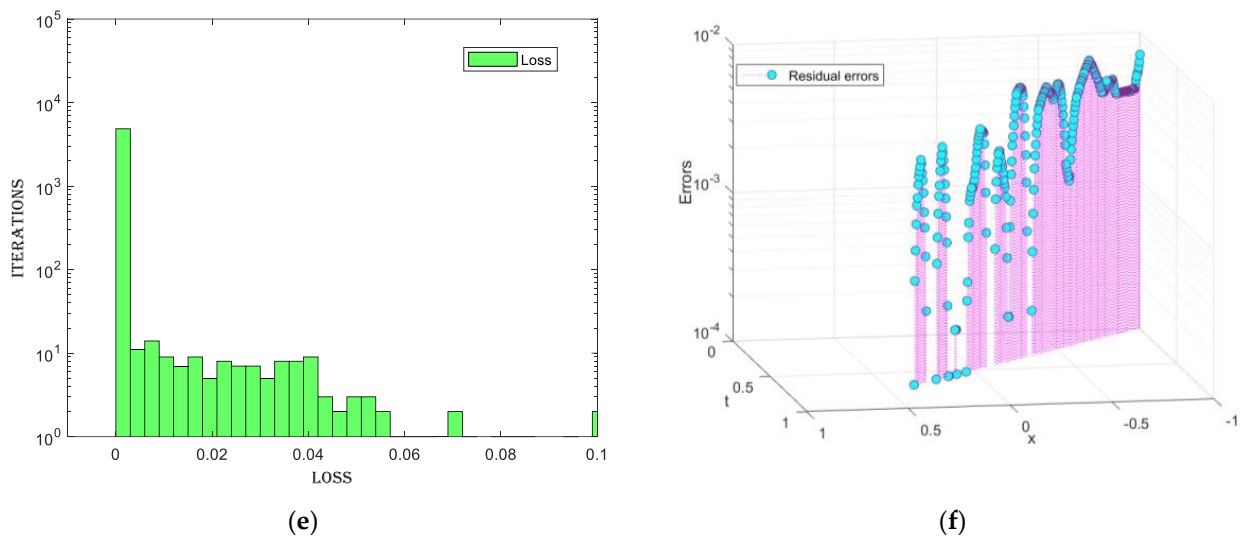 10^5
10^4
10^3
10^2
10^1
10^0
ITERATIONS
Loss
0
0.02
0.04
0.06
0.08
0.1
LOSS
(e)
10^-2
10^-3
10^-4
Errors
Residual errors
0
0.5
1
t
1
0.5
0
-0.5
-1
x
(f)